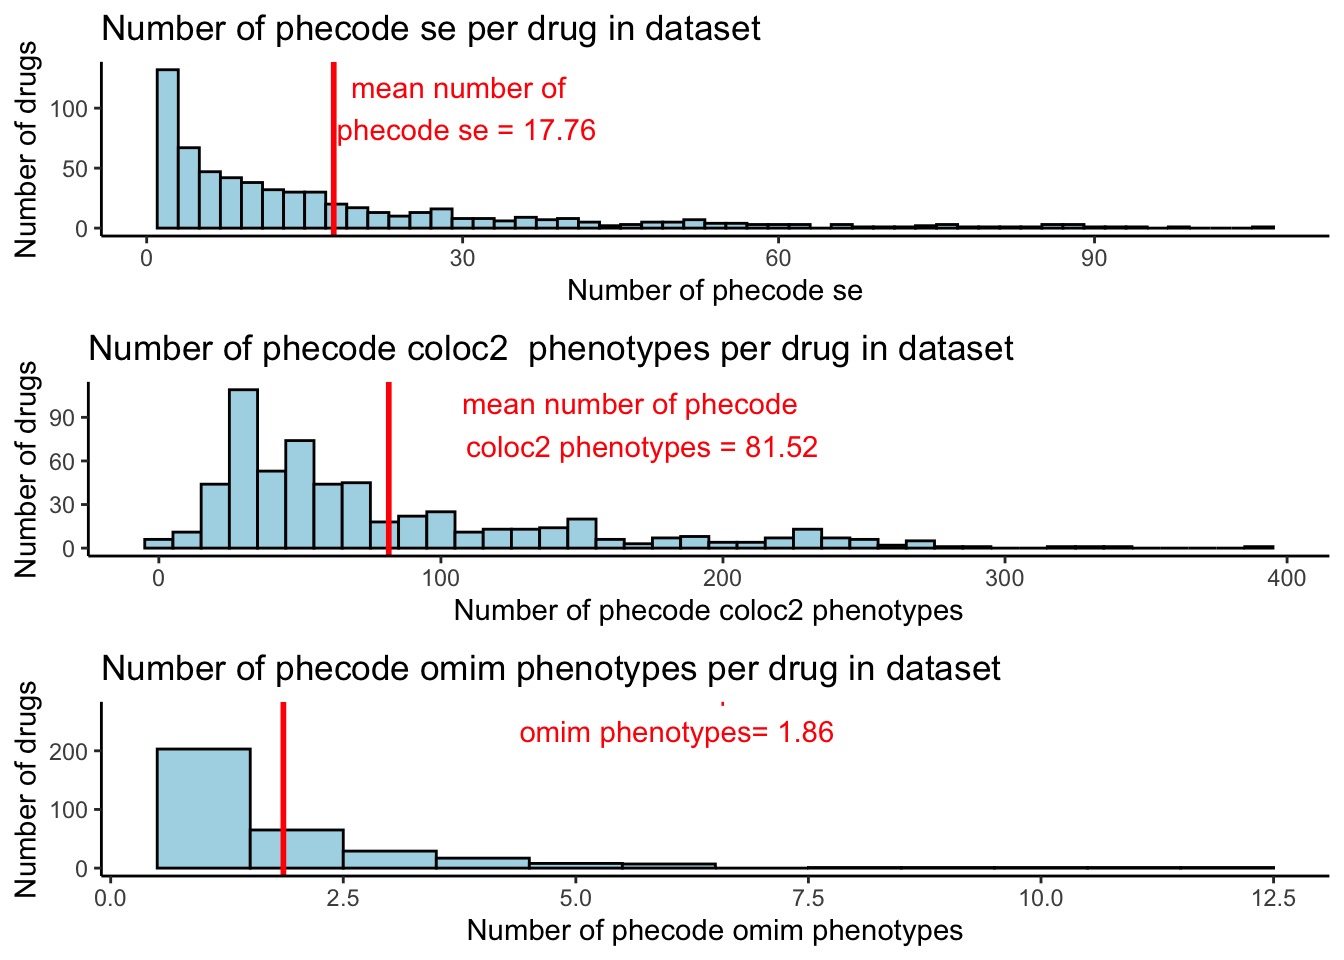 Number of phecode se per drug in dataset
Number of drugs
100
50
0
mean number of
phecode se = 17.76
0 30 60 90
Number of phecode se
Number of phecode coloc2  phenotypes per drug in dataset
Number of drugs
90
60
30
0
mean number of phecode
coloc2 phenotypes = 81.52
0 100 200 300 400
Number of phecode coloc2 phenotypes
Number of phecode omim phenotypes per drug in dataset
Number of drugs
200
100
0
omim phenotypes= 1.86
0.0 2.5 5.0 7.5 10.0 12.5
Number of phecode omim phenotypes